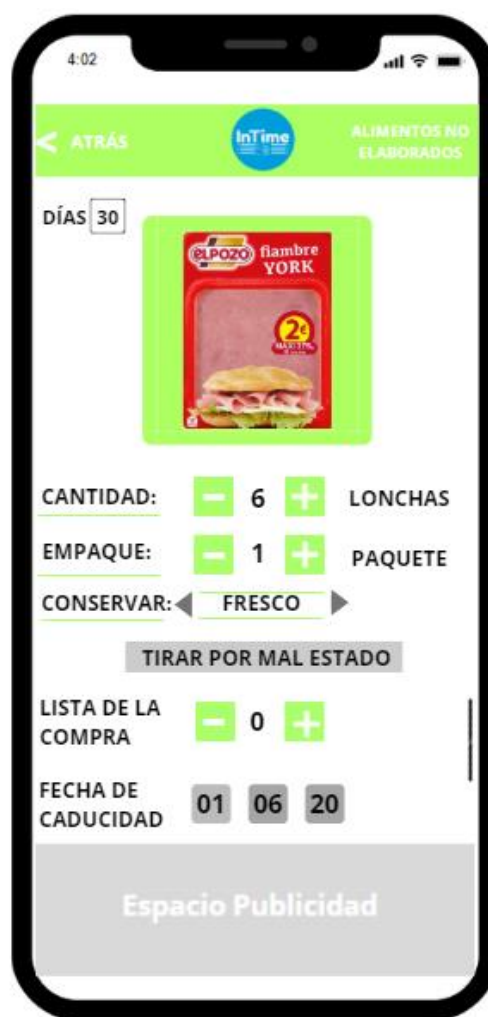 4:02
< ATRÁS
InTime
ALIMENTOS NO
ELABORADOS
DÍAS 30
ELPOZO fiambre
YORK
2€
CANTIDAD: - 6 + LONCHAS
EMPAQUE: - 1 + PAQUETE
CONSERVAR: FRESCO
TIRAR POR MAL ESTADO
LISTA DE LA
COMPRA - 0 +
FECHA DE
CADUCIDAD 01 06 20
Espacio Publicidad